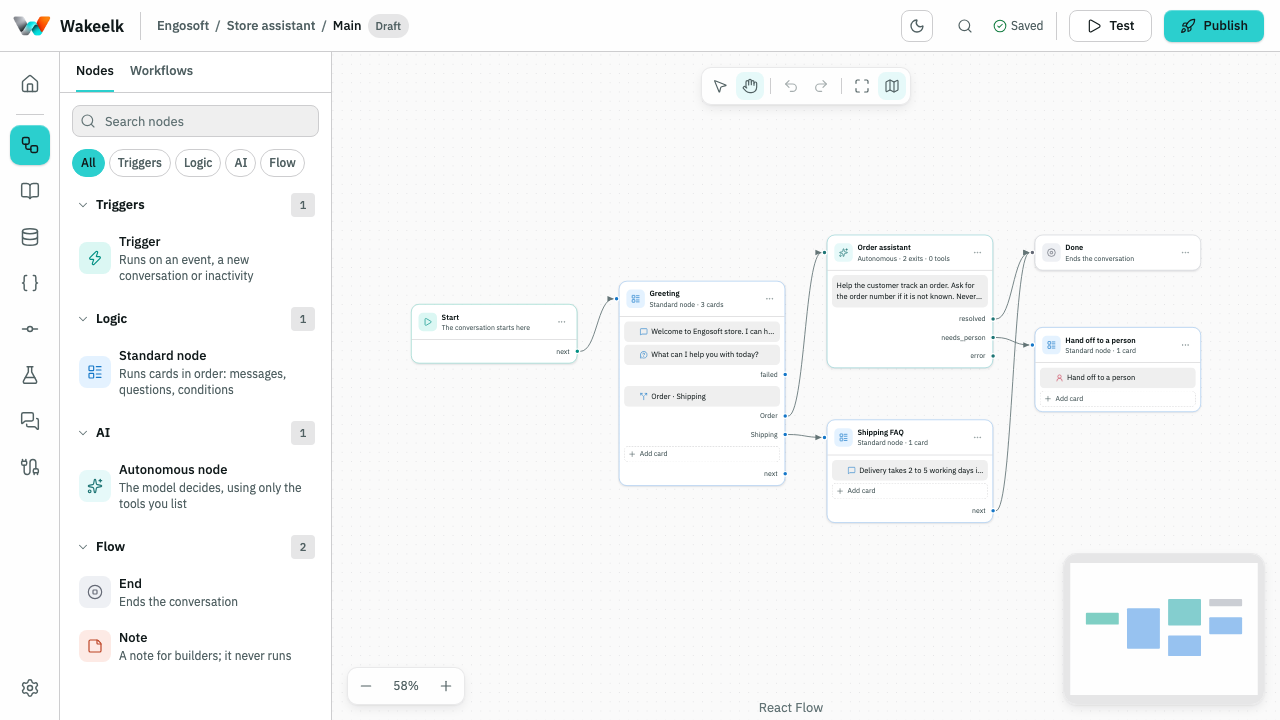 Wakeelk
Engosoft / Store assistant / Main Draft
Saved
Test
Publish
Nodes Workflows
Search nodes
All Triggers Logic AI Flow
Triggers 1
Trigger
Runs on an event, a new
conversation or inactivity
Logic 1
Standard node
Runs cards in order: messages,
questions, conditions
AI 1
Autonomous node
The model decides, using only the
tools you list
Flow 2
End
Ends the conversation
Note
A note for builders; it never runs
Start
The conversation starts here
next
Greeting
Standard node · 3 cards
Welcome to Engosoft store. I can h...
What can I help you with today?
failed
Order · Shipping
Order
Shipping
+ Add card
next
Order assistant
Autonomous · 2 exits · 0 tools
Help the customer track an order. Ask for
the order number if it is not known. Never...
resolved
needs_person
error
Shipping FAQ
Standard node · 1 card
Delivery takes 2 to 5 working days i...
+ Add card
next
Done
Ends the conversation
Hand off to a person
Standard node · 1 card
Hand off to a person
+ Add card
58%
React Flow